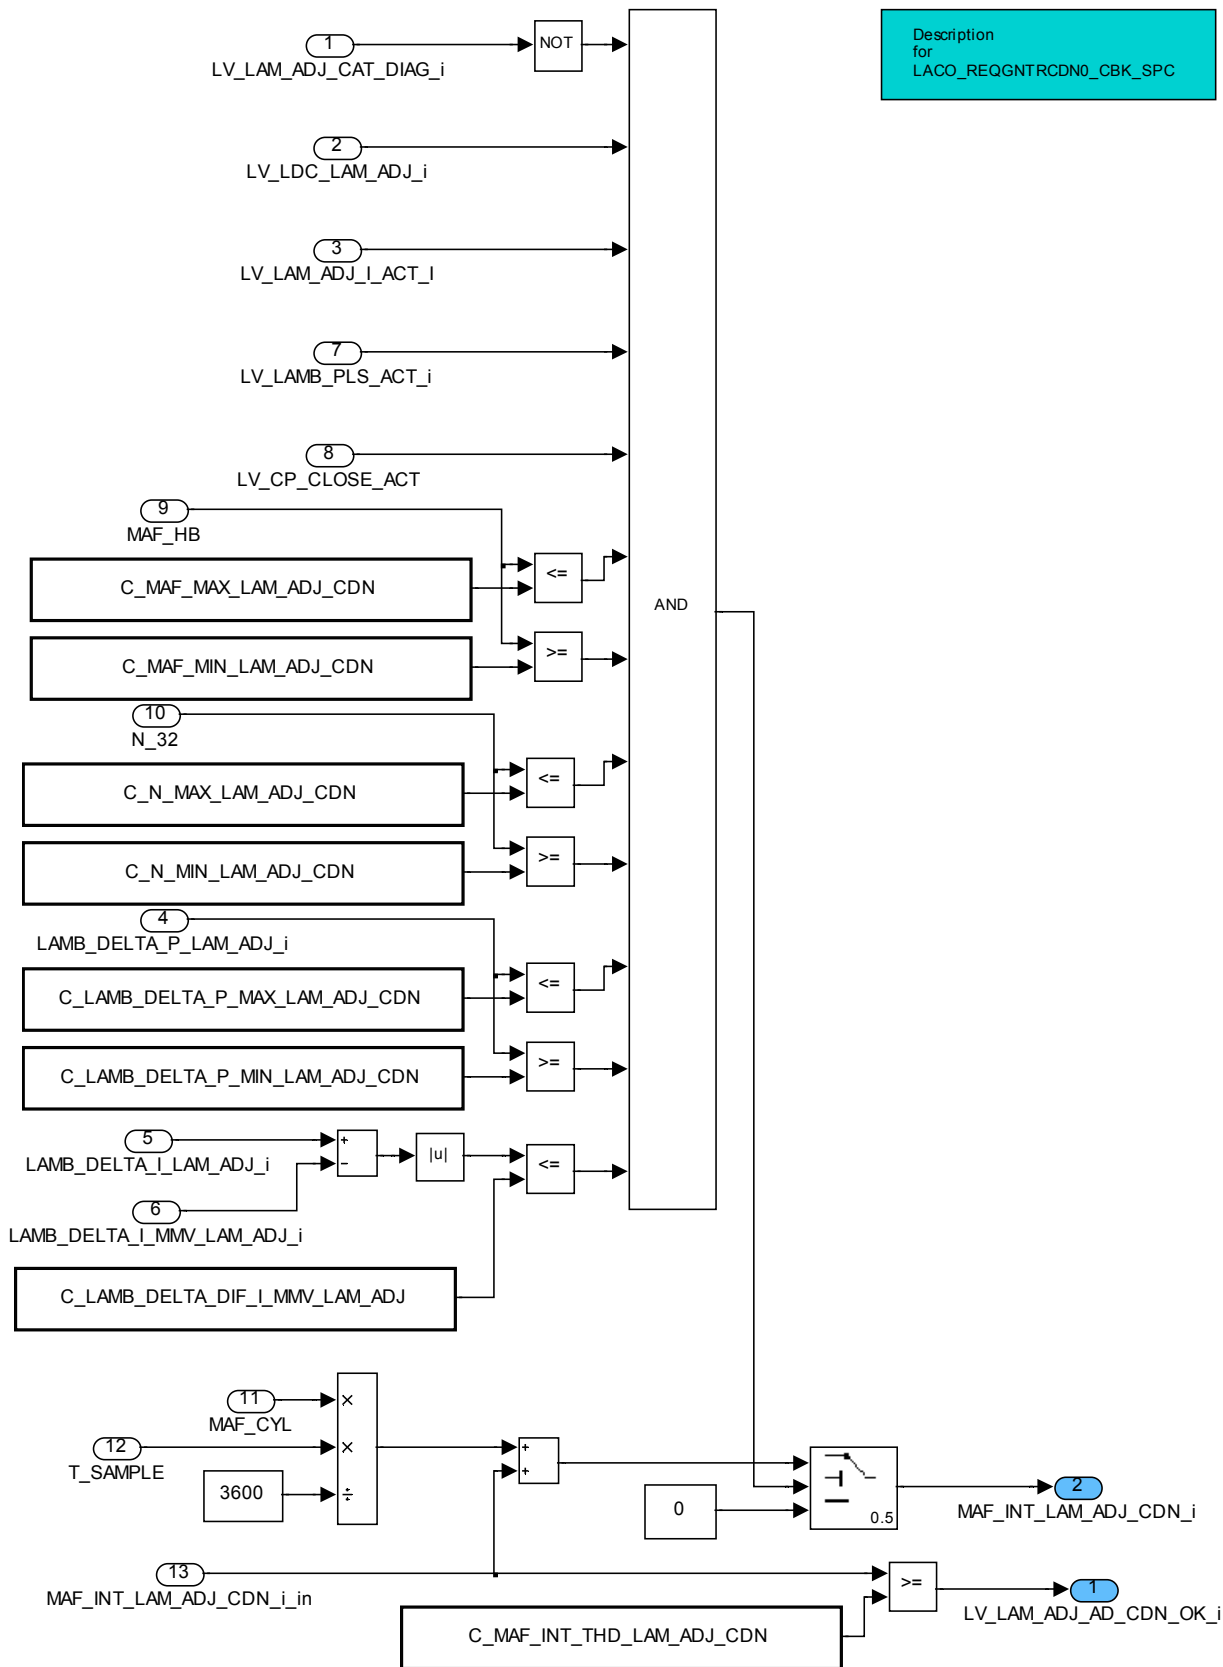 1
NOT
LV_LAM_ADJ_CAT_DIAG_i
Description
for
LACO_REQGNTRCDN0_CBK_SPC
2
LV_LDC_LAM_ADJ_i
3
LV_LAM_ADJ_I_ACT_I
7
LV_LAMB_PLS_ACT_i
8
LV_CP_CLOSE_ACT
9
MAF_HB
<=
C_MAF_MAX_LAM_ADJ_CDN
AND
>=
C_MAF_MIN_LAM_ADJ_CDN
10
N_32
<=
C_N_MAX_LAM_ADJ_CDN
>=
C_N_MIN_LAM_ADJ_CDN
4
LAMB_DELTA_P_LAM_ADJ_i
<=
C_LAMB_DELTA_P_MAX_LAM_ADJ_CDN
>=
C_LAMB_DELTA_P_MIN_LAM_ADJ_CDN
5
+
−
|u|
<=
LAMB_DELTA_I_LAM_ADJ_i
6
LAMB_DELTA_I_MMV_LAM_ADJ_i
C_LAMB_DELTA_DIF_I_MMV_LAM_ADJ
11
×
MAF_CYL
12
×
T_SAMPLE
+
+
3600
÷
0
0.5
2
MAF_INT_LAM_ADJ_CDN_i
13
MAF_INT_LAM_ADJ_CDN_i_in
>=
1
LV_LAM_ADJ_AD_CDN_OK_i
C_MAF_INT_THD_LAM_ADJ_CDN